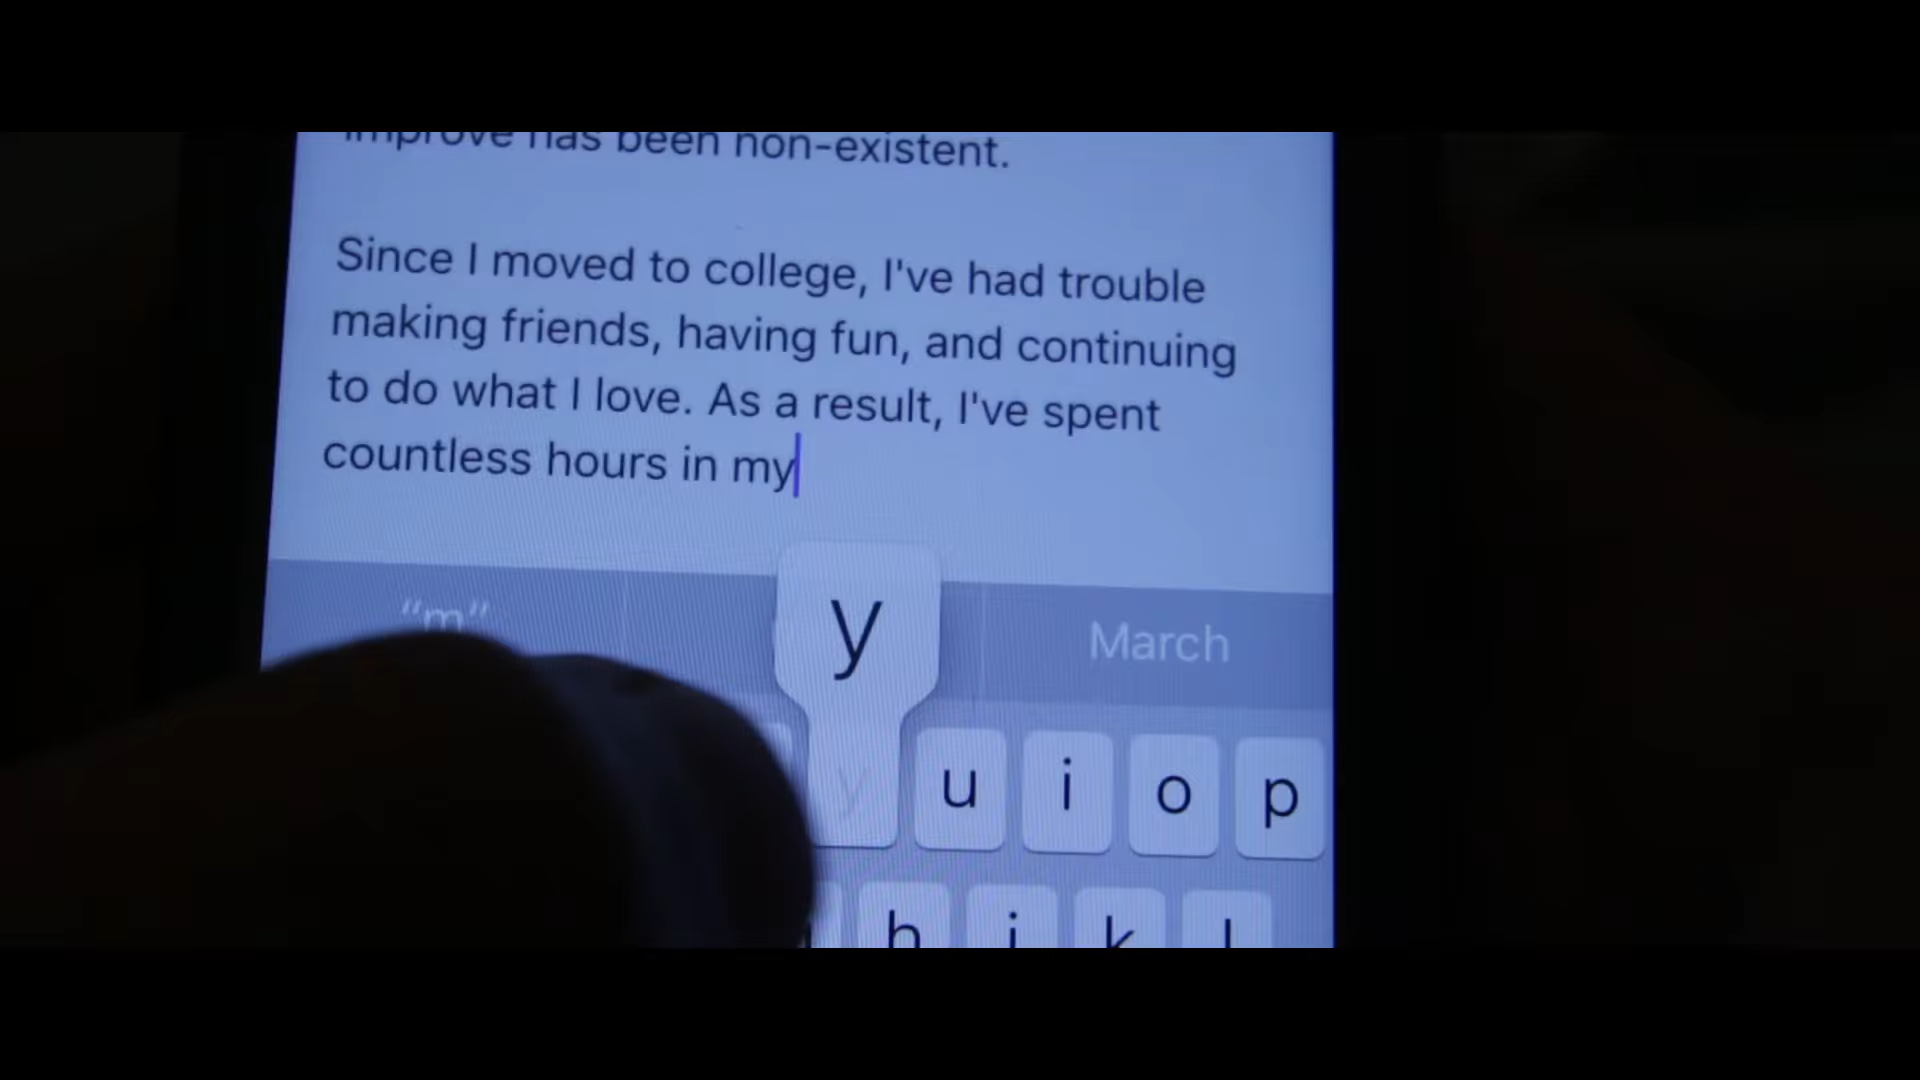 improve has been non-existent.
Since I moved to college, I've had trouble
making friends, having fun, and continuing
to do what I love. As a result, I've spent
countless hours in my
"m"
y
March
y u i o p
h j k l